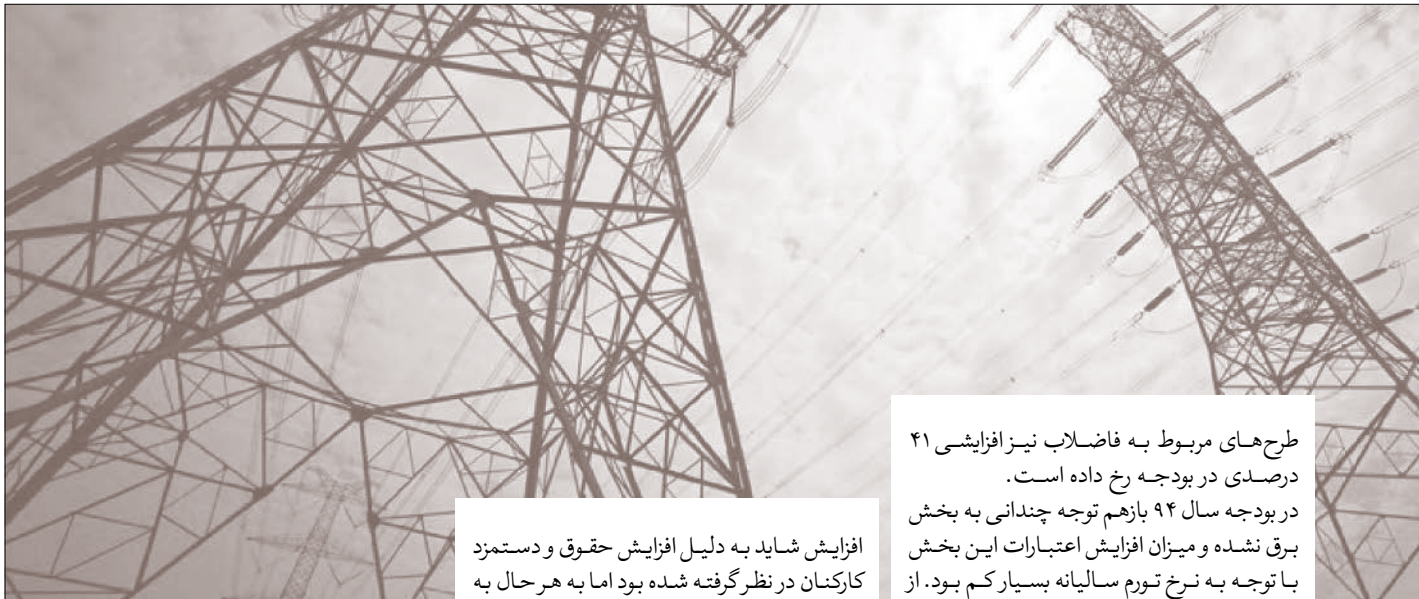 طرح‌های مربوط به فاضلاب نیز افزایشی ۴۱
درصدی در بودجه رخ داده است.
در بودجه سال ۹۴ بازهم توجه چندانی به بخش
برق نشده و میزان افزایش اعتبارات این بخش
با توجه به نرخ تورم سالیانه بسیار کم بود. از
افزایش شاید به دلیل افزایش حقوق و دستمزد
کارکنان در نظر گرفته شده بود اما به هر حال به